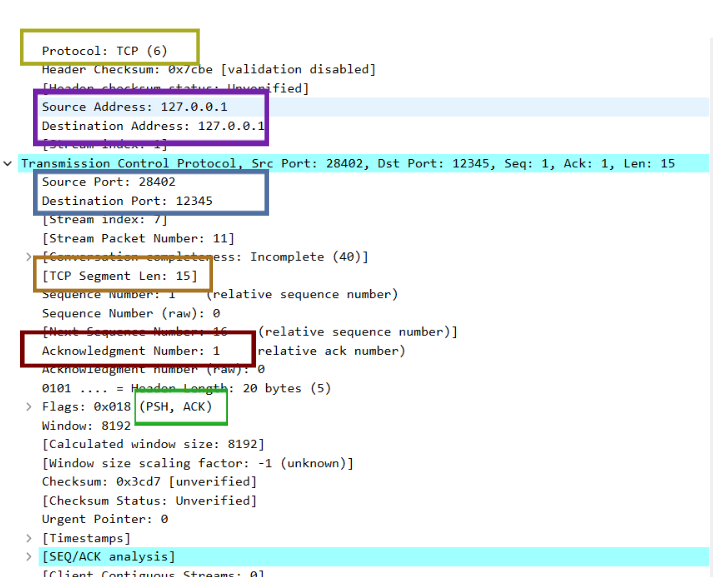 Protocol: TCP (6)
Header Checksum: 0x7cbe [validation disabled]
[Header checksum status: Unverified]
Source Address: 127.0.0.1
Destination Address: 127.0.0.1
[Stream index: 1]
Transmission Control Protocol, Src Port: 28402, Dst Port: 12345, Seq: 1, Ack: 1, Len: 15
Source Port: 28402
Destination Port: 12345
[Stream index: 7]
[Stream Packet Number: 11]
[Conversation completeness: Incomplete (40)]
[TCP Segment Len: 15]
Sequence Number: 1 (relative sequence number)
Sequence Number (raw): 0
[Next Sequence Number: 16 (relative sequence number)]
Acknowledgment Number: 1 relative ack number)
Acknowledgment number (raw): 0
0101 .... = Header Length: 20 bytes (5)
Flags: 0x018 (PSH, ACK)
Window: 8192
[Calculated window size: 8192]
[Window size scaling factor: -1 (unknown)]
Checksum: 0x3cd7 [unverified]
[Checksum Status: Unverified]
Urgent Pointer: 0
[Timestamps]
[SEQ/ACK analysis]
[Client Contiguous Streams: 0]